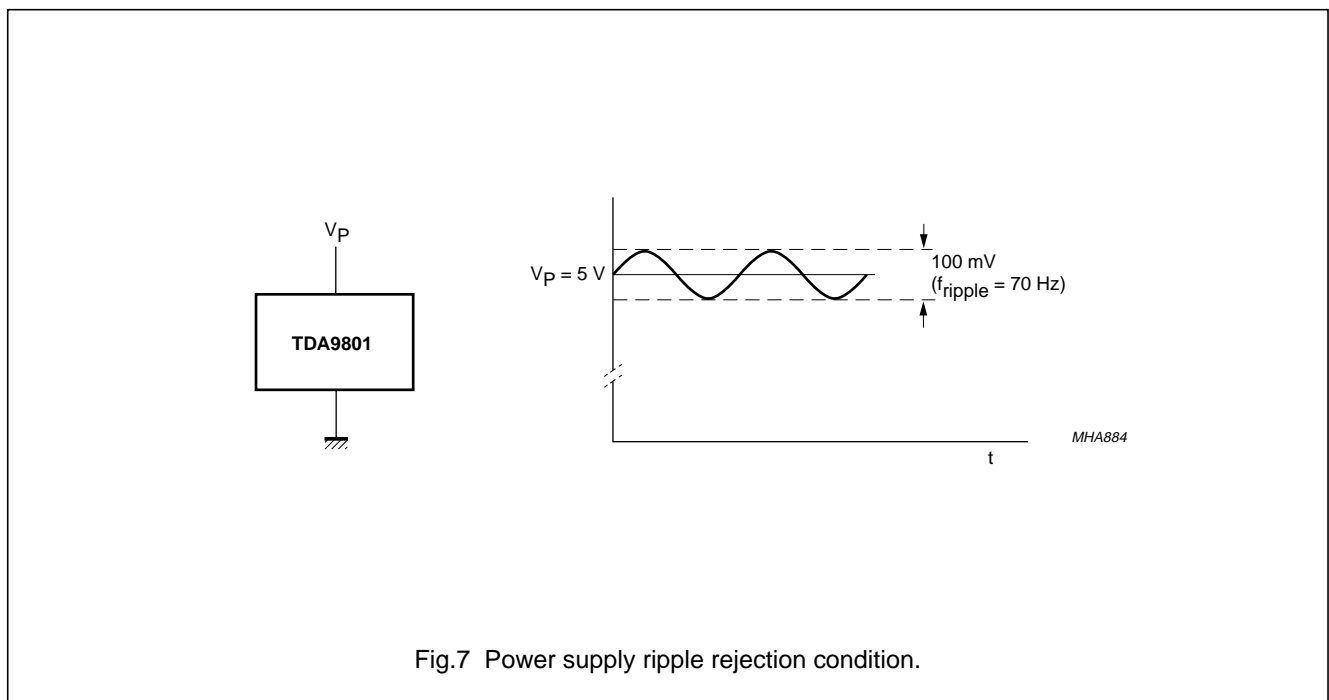 VP
TDA9801
VP = 5 V
100 mV
(fripple = 70 Hz)
MHA884
t
Fig.7 Power supply ripple rejection condition.